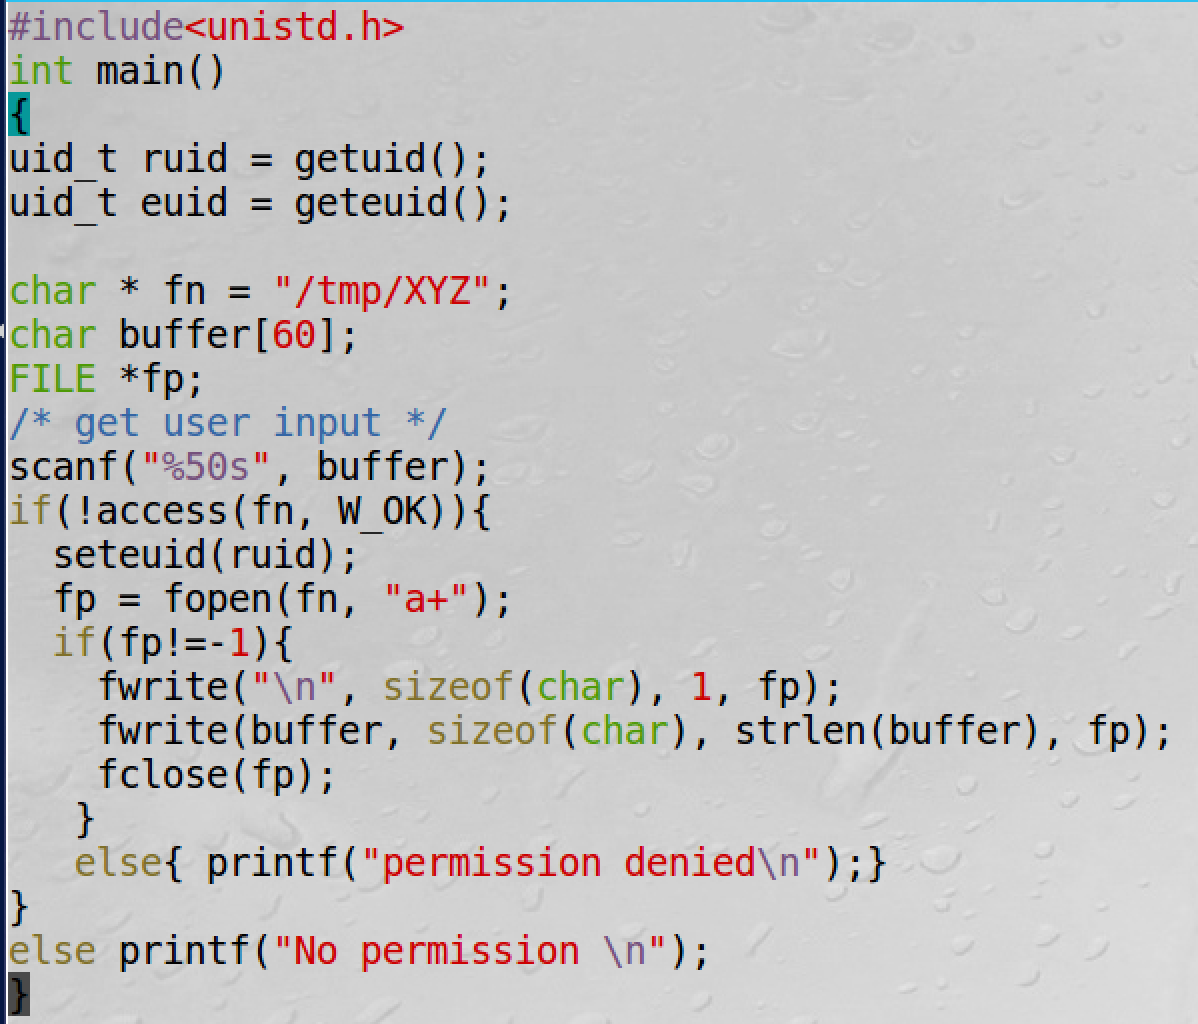 #include<unistd.h>
int main()
{
uid_t ruid = getuid();
uid_t euid = geteuid();

char * fn = "/tmp/XYZ";
char buffer[60];
FILE *fp;
/* get user input */
scanf("%50s", buffer);
if(!access(fn, W_OK)){
  seteuid(ruid);
  fp = fopen(fn, "a+");
  if(fp!=-1){
    fwrite("\n", sizeof(char), 1, fp);
    fwrite(buffer, sizeof(char), strlen(buffer), fp);
    fclose(fp);
   }
   else{ printf("permission denied\n");}
}
else printf("No permission \n");
}